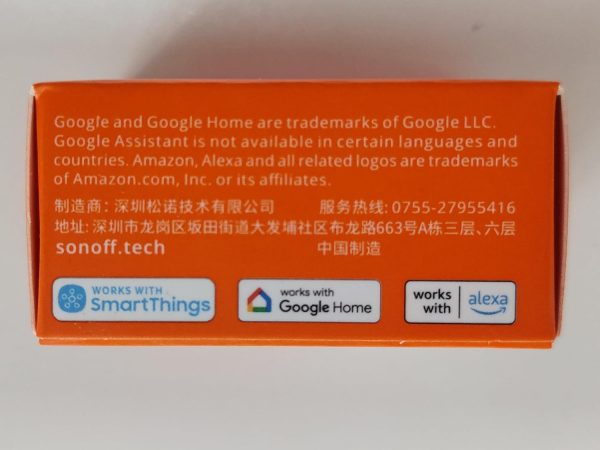 Google and Google Home are trademarks of Google LLC.
Google Assistant is not available in certain languages and
countries. Amazon, Alexa and all related logos are trademarks
of Amazon.com, Inc. or its affiliates.
制造商: 深圳松诺技术有限公司 服务热线: 0755-27955416
地址: 深圳市龙岗区坂田街道大发埔社区布龙路663号A栋三层、六层
sonoff.tech 中国制造
WORKS WITH
SmartThings
works with
Google Home
works
with
alexa